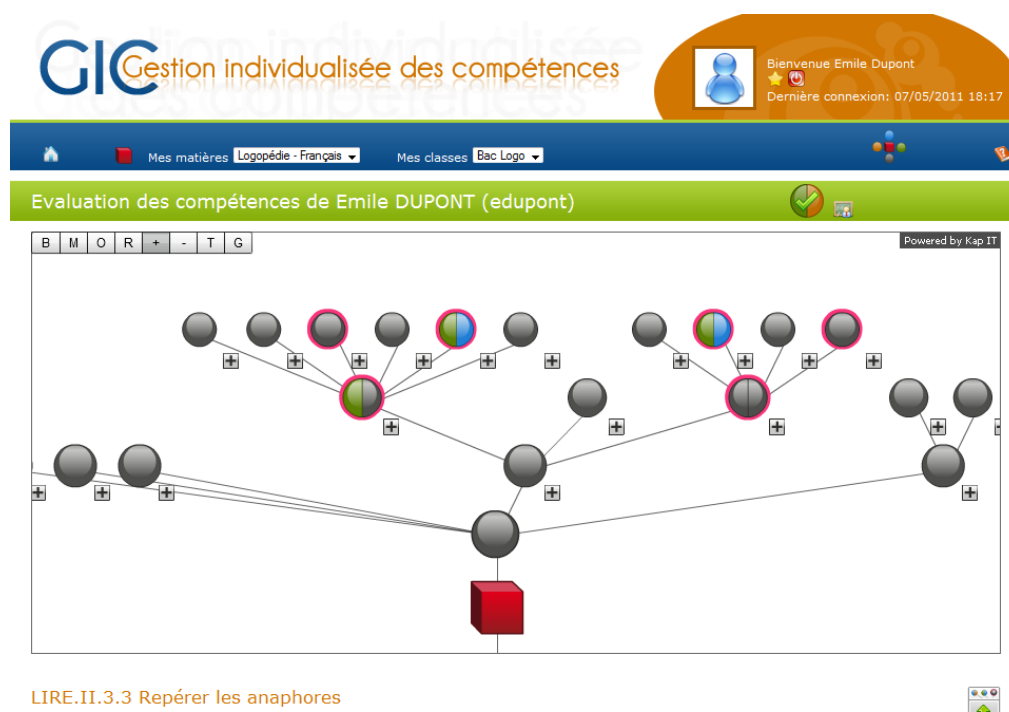 GIC Gestion individualisée des compétences
Bienvenue Emile Dupont
Dernière connexion: 07/05/2011 18:17
Mes matières Logopédie - Français Mes classes Bac Logo
Evaluation des compétences de Emile DUPONT (edupont)
B M O R + - T G
Powered by Kap IT
LIRE.II.3.3 Repérer les anaphores